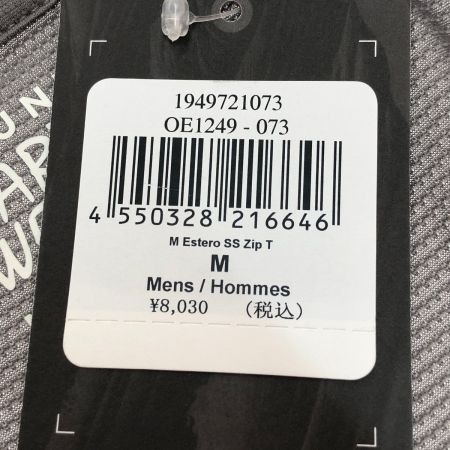 1949721073
OE1249 - 073
4 550328 216646
M Estero SS Zip T
M
Mens / Hommes
¥8,030 （税込）